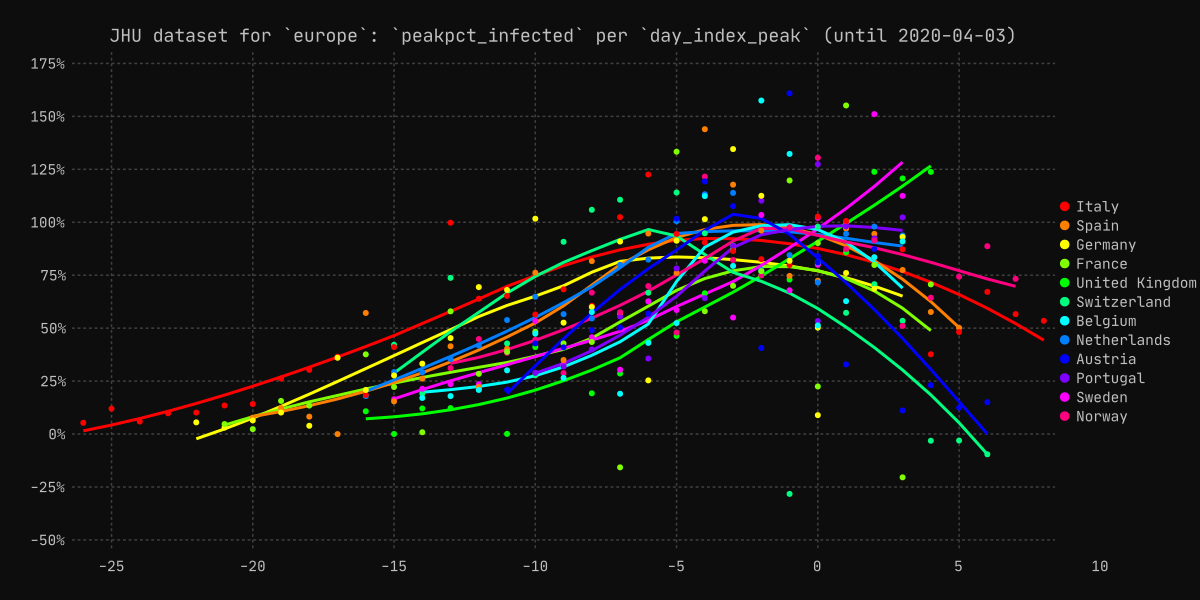 JHU dataset for `europe`: `peakpct_infected` per `day_index_peak` (until 2020-04-03)
175%
150%
125%
100%
75%
50%
25%
0%
-25%
-50%
-25
-20
-15
-10
-5
0
5
10
Italy
Spain
Germany
France
United Kingdom
Switzerland
Belgium
Netherlands
Austria
Portugal
Sweden
Norway